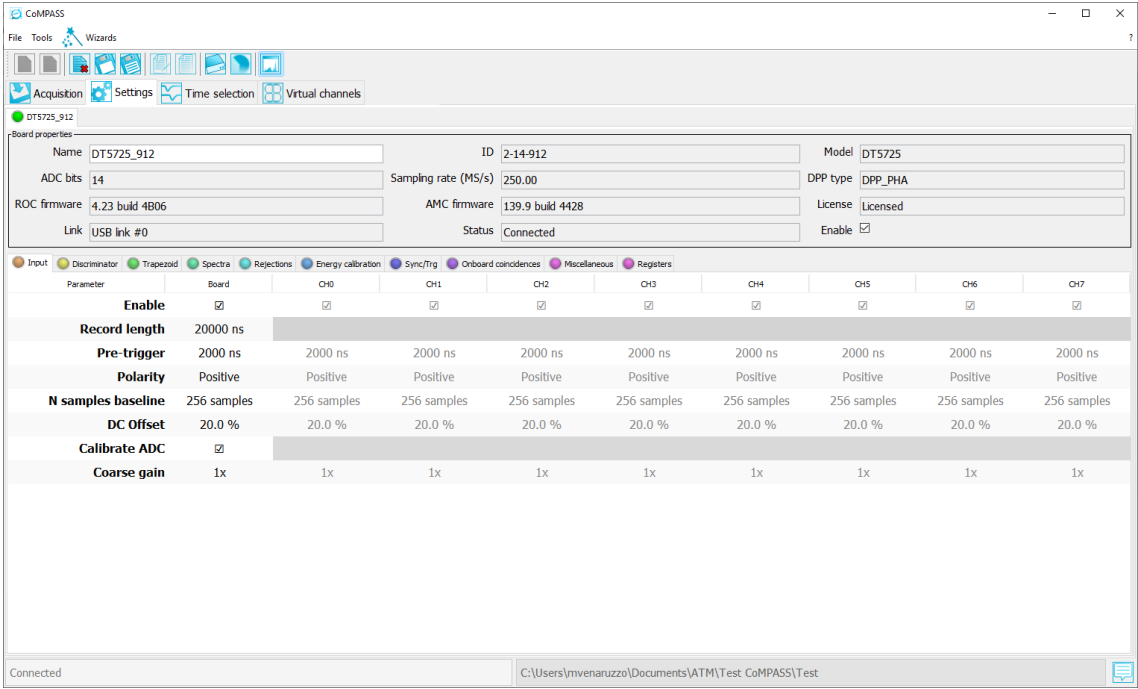 CoMPASS
File Tools Wizards ?
Acquisition Settings Time selection Virtual channels
DT5725_912
Board properties
Name DT5725_912 ID 2-14-912 Model DT5725
ADC bits 14 Sampling rate (MS/s) 250.00 DPP type DPP_PHA
ROC firmware 4.23 build 4B06 AMC firmware 139.9 build 4428 License Licensed
Link USB link #0 Status Connected Enable
Input Discriminator Trapezoid Spectra Rejections Energy calibration Sync/Trg Onboard coincidences Miscellaneous Registers
Parameter Board CH0 CH1 CH2 CH3 CH4 CH5 CH6 CH7
Enable
Record length 20000 ns
Pre-trigger 2000 ns 2000 ns 2000 ns 2000 ns 2000 ns 2000 ns 2000 ns 2000 ns 2000 ns
Polarity Positive Positive Positive Positive Positive Positive Positive Positive Positive
N samples baseline 256 samples 256 samples 256 samples 256 samples 256 samples 256 samples 256 samples 256 samples 256 samples
DC Offset 20.0 % 20.0 % 20.0 % 20.0 % 20.0 % 20.0 % 20.0 % 20.0 % 20.0 %
Calibrate ADC
Coarse gain 1x 1x 1x 1x 1x 1x 1x 1x 1x
Connected C:\Users\mvenaruzzo\Documents\ATM\Test CoMPASS\Test